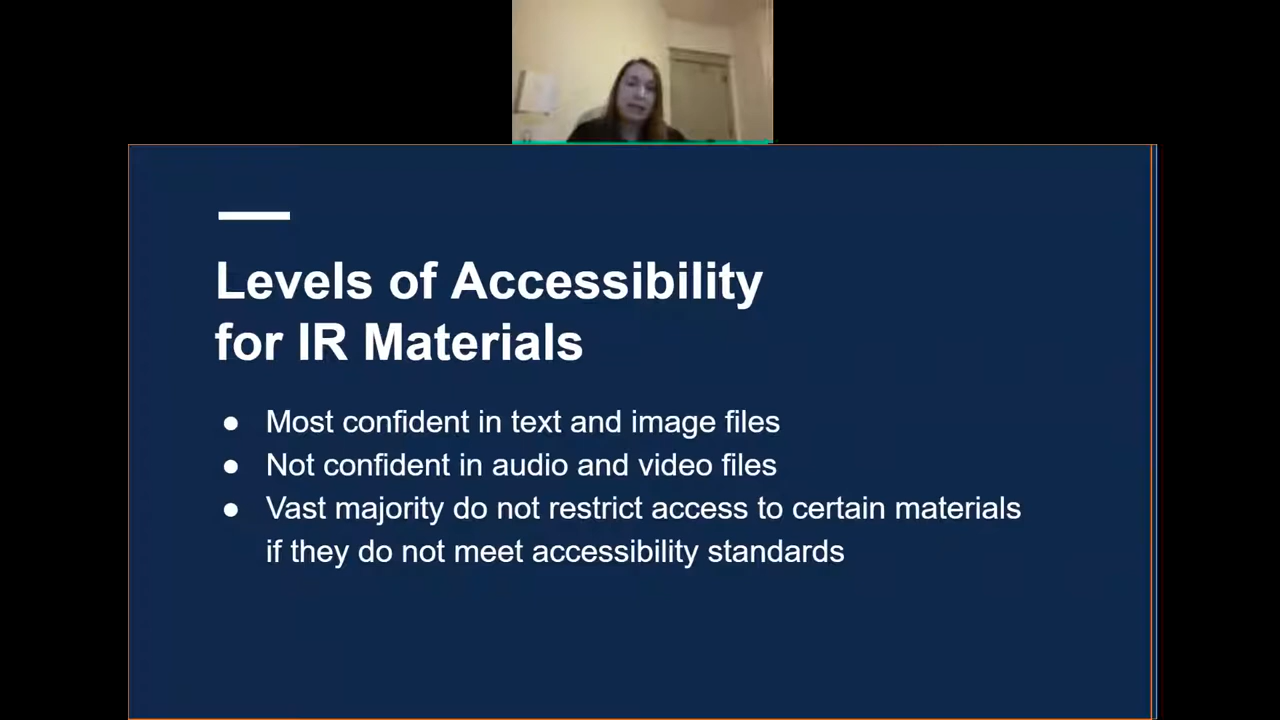 Levels of Accessibility
for IR Materials
● Most confident in text and image files
● Not confident in audio and video files
● Vast majority do not restrict access to certain materials
if they do not meet accessibility standards